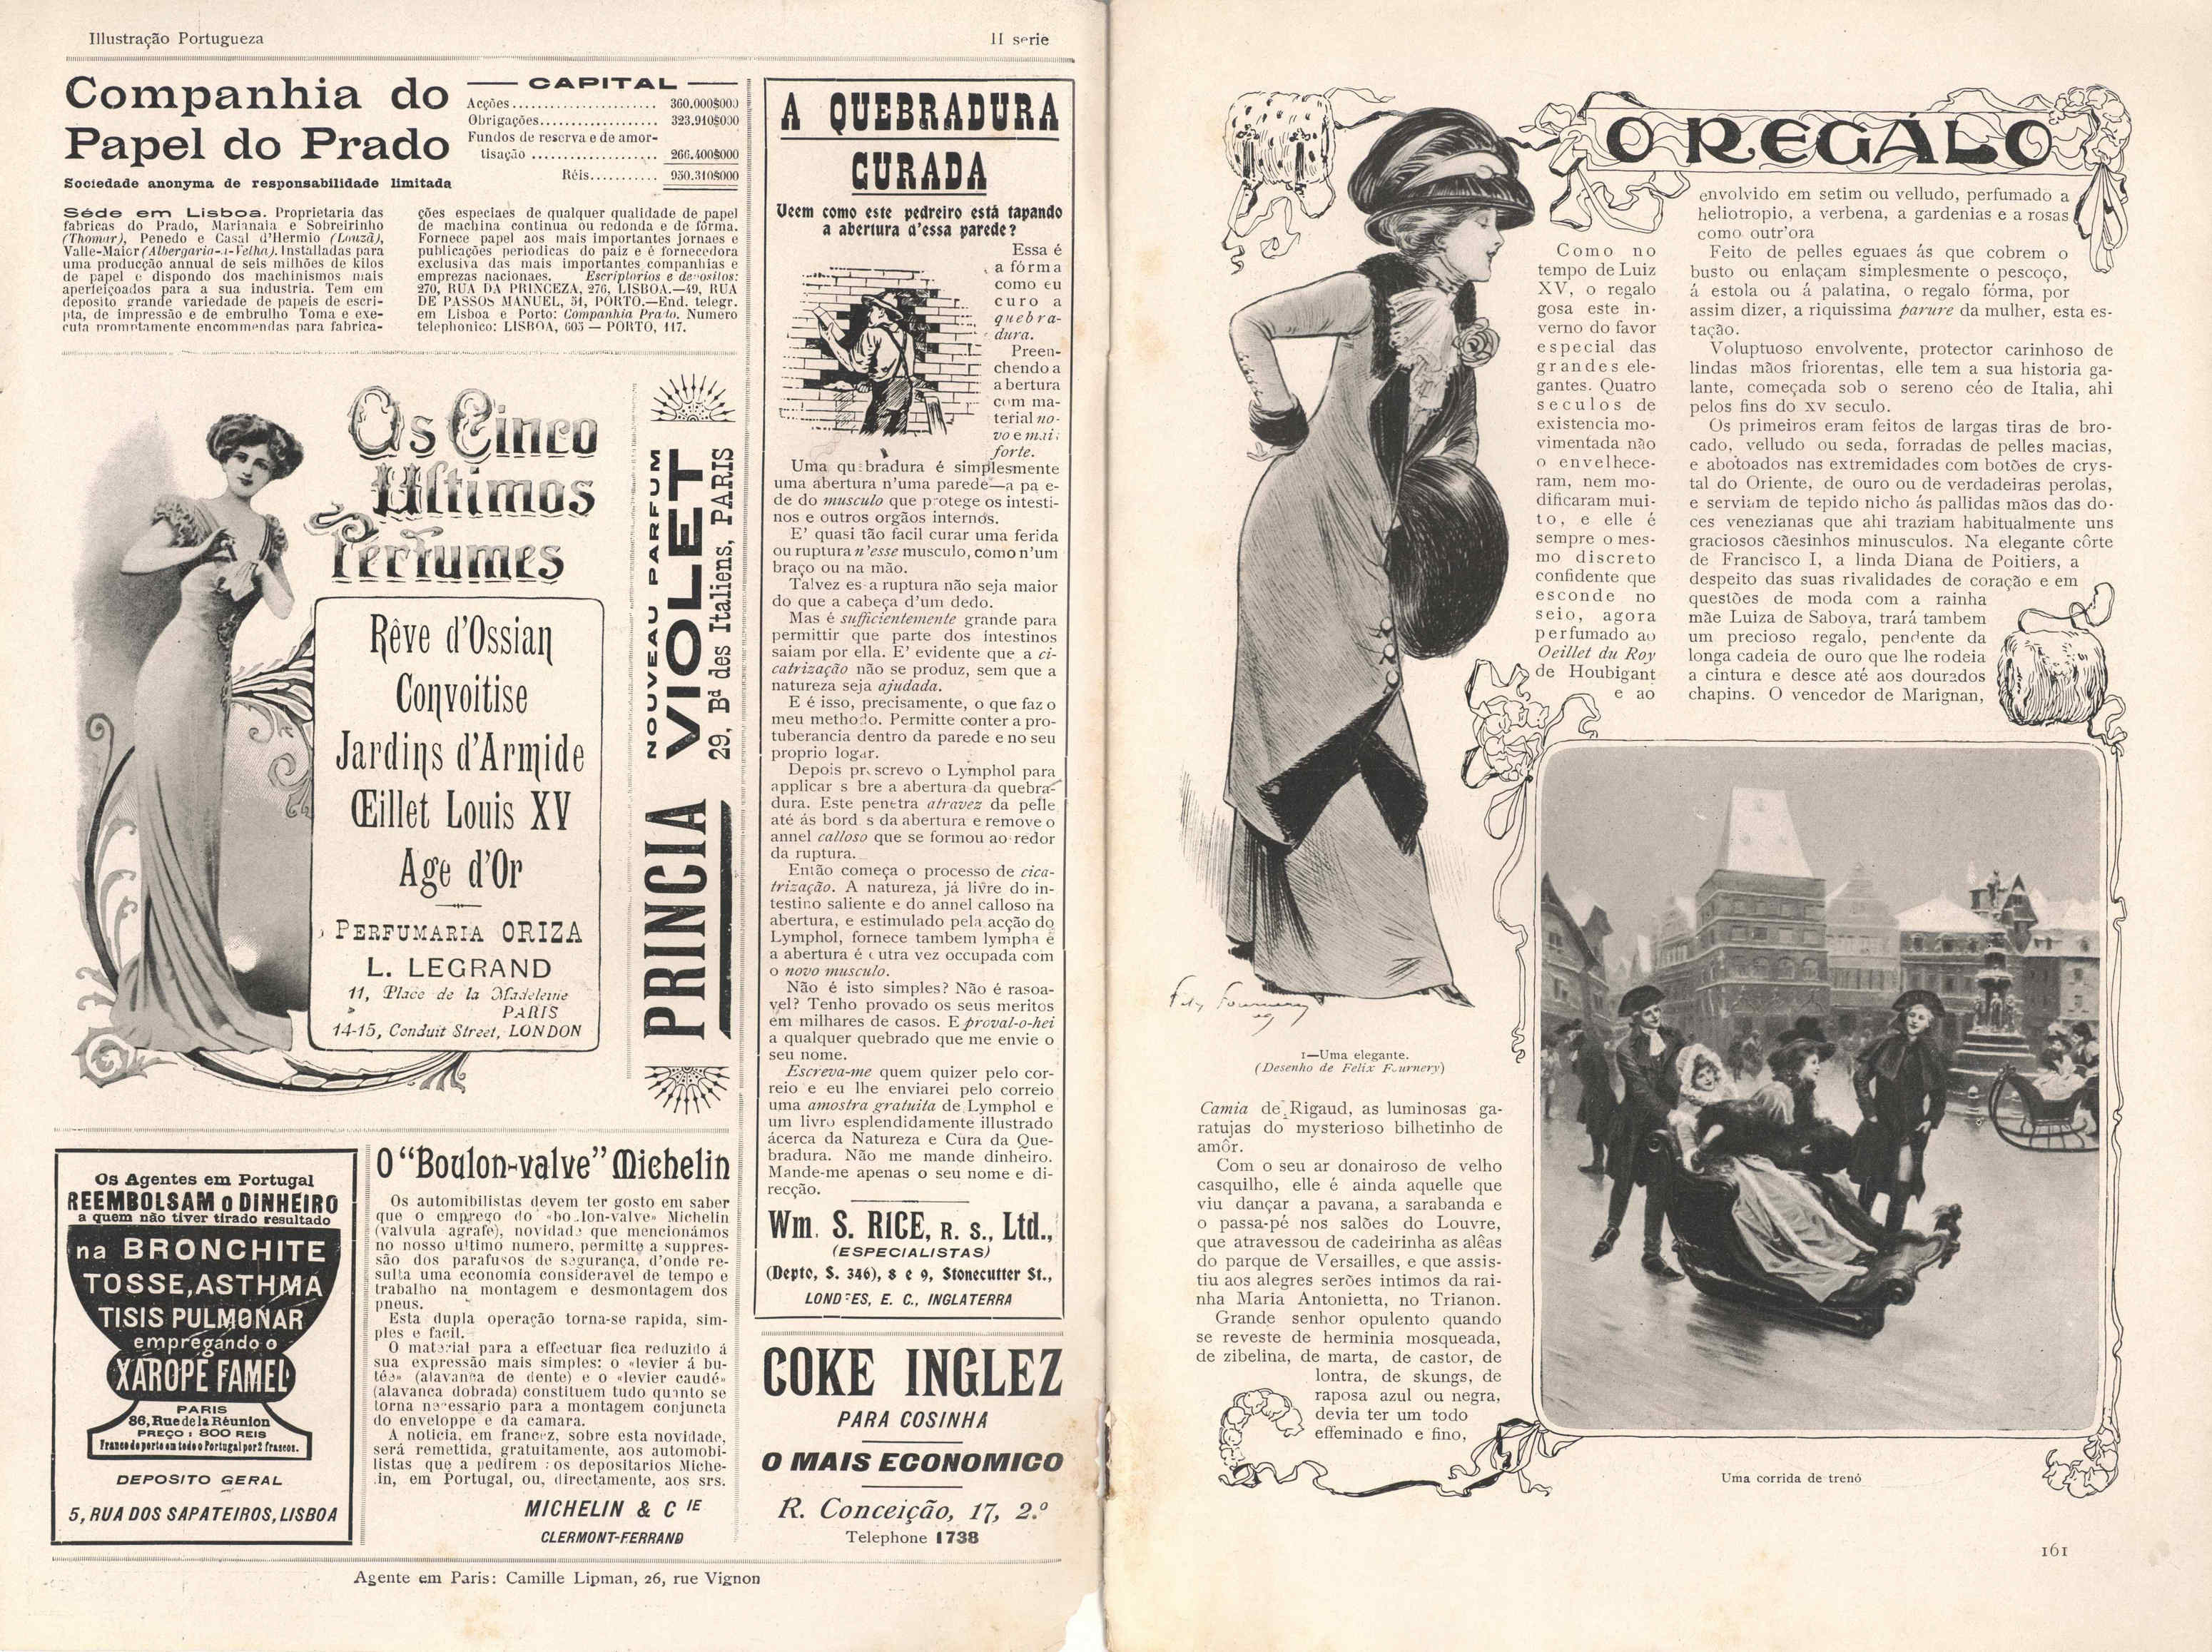 Illustração Portugueza
II serie
Companhia do
Papel do Prado
Sociedade anonyma de responsabilidade limitada
CAPITAL
Acções...................... 360.000$000
Obrigações.................. 323.910$000
Fundos de reserva e de amor-
tisação ................... 266.400$000
Réis........... 950.310$000
Séde em Lisboa. Proprietaria das
fabricas do Prado, Marianaia e Sobreirinho
(Thomar), Penedo e Casal d'Hermio (Louzã),
Valle-Maior (Albergaria-a-Velha). Installadas para
uma producção annual de seis milhões de kilos
de papel e dispondo dos machinismos mais
aperfeiçoados para a sua industria. Tem em
deposito grande variedade de papeis de escri-
pta, de impressão e de embrulho Toma e exe-
cuta promptamente encommendas para fabrica-
ções especiaes de qualquer qualidade de papel
de machina continua ou redonda e de fórma.
Fornece papel aos mais importantes jornaes e
publicações periodicas do paiz e é fornecedora
exclusiva das mais importantes companhias e
emprezas nacionaes. Escriptorios e depositos:
270, RUA DA PRINCEZA, 276, LISBOA.—49, RUA
DE PASSOS MANUEL, 51, PORTO.—End. telegr.
em Lisboa e Porto: Companhia Prado. Numero
telephonico: LISBOA, 605 — PORTO, 117.
Os Cinco
Ultimos
Perfumes
Rêve d'Ossian
Convoitise
Jardins d'Armide
Œillet Louis XV
Age d'Or
PERFUMARIA ORIZA
L. LEGRAND
11, Place de la Madeleine
PARIS
14-15, Conduit Street, LONDON
PRINCIA
NOUVEAU PARFUM
VIOLET
29, Bd des Italiens, PARIS
Os Agentes em Portugal
REEMBOLSAM O DINHEIRO
a quem não tiver tirado resultado
na BRONCHITE
TOSSE, ASTHMA
TISIS PULMONAR
empregando o
XAROPE FAMEL
PARIS
86, Rue de la Réunion
PREÇO: 800 REIS
Franco de porte em todo o Portugal por 2 frascos.
DEPOSITO GERAL
5, RUA DOS SAPATEIROS, LISBOA
O "Boulon-valve" Michelin
Os automibilistas devem ter gosto em saber
que o emprego do «bolon-valve» Michelin
(valvula agrafe), novidade que mencionámos
no nosso ultimo numero, permitte a suppres-
são dos parafusos de segurança, d'onde re-
sulta uma economia consideravel de tempo e
trabalho na montagem e desmontagem dos
pneus.
Esta dupla operação torna-se rapida, sim-
ples e facil.
O material para a effectuar fica reduzido á
sua expressão mais simples: o «levier á bu-
tée» (alavanca de dente) e o «levier caudé»
(alavanca dobrada) constituem tudo quanto se
torna necessario para a montagem conjuncta
do enveloppe e da camara.
A noticia, em francez, sobre esta novidade,
será remettida, gratuitamente, aos automobi-
listas que a pedirem : os depositarios Miche-
lin, em Portugal, ou, directamente, aos srs.
MICHELIN & CIE
CLERMONT-FERRAND
A QUEBRADURA
CURADA
Veem como este pedreiro está tapando
a abertura d'essa parede?
Essa é
a fórma
como eu
curo a
quebra-
dura.
Preen-
chendo a
abertura
com ma-
terial no-
vo e mais
forte.
Uma quebradura é simplesmente
uma abertura n'uma parede—a pare-
de do musculo que protege os intesti-
nos e outros orgãos internos.
E' quasi tão facil curar uma ferida
ou ruptura n'esse musculo, como n'um
braço ou na mão.
Talvez essa ruptura não seja maior
do que a cabeça d'um dedo.
Mas é sufficientemente grande para
permittir que parte dos intestinos
saiam por ella. E' evidente que a ci-
catrização não se produz, sem que a
natureza seja ajudada.
E é isso, precisamente, o que faz o
meu methodo. Permitte conter a pro-
tuberancia dentro da parede e no seu
proprio logar.
Depois prescrevo o Lymphol para
applicar sobre a abertura da quebra-
dura. Este penetra atravez da pelle
até ás bordas da abertura e remove o
annel calloso que se formou ao redor
da ruptura.
Então começa o processo de cica-
trização. A natureza, já livre do in-
testino saliente e do annel calloso na
abertura, e estimulado pela acção do
Lymphol, fornece tambem lympha e
a abertura é outra vez occupada com
o novo musculo.
Não é isto simples? Não é rasoa-
vel? Tenho provado os seus meritos
em milhares de casos. E proval-o-hei
a qualquer quebrado que me envie o
seu nome.
Escreva-me quem quizer pelo cor-
reio e eu lhe enviarei pelo correio
uma amostra gratuita de Lymphol e
um livro esplendidamente illustrado
ácerca da Natureza e Cura da Que-
bradura. Não me mande dinheiro.
Mande-me apenas o seu nome e di-
recção.
Wm. S. RICE, R. S., Ltd.,
(ESPECIALISTAS)
(Depto, S. 346), 8 e 9, Stonecutter St.,
LONDRES, E. C., INGLATERRA
COKE INGLEZ
PARA COSINHA
O MAIS ECONOMICO
R. Conceição, 17, 2.º
Telephone 1738
Agente em Paris: Camille Lipman, 26, rue Vignon
O REGALO
Como no
tempo de Luiz
XV, o regalo
gosa este in-
verno do favor
especial das
grandes ele-
gantes. Quatro
seculos de
existencia mo-
vimentada não
o envelhece-
ram, nem mo-
dificaram mui-
to, e elle é
sempre o mes-
mo discreto
confidente que
esconde no
seio, agora
perfumado ao
Oeillet du Roy
de Houbigant
e ao
1—Uma elegante.
(Desenho de Felix Fournery)
Camia de Rigaud, as luminosas ga-
ratujas do mysterioso bilhetinho de
amôr.
Com o seu ar donairoso de velho
casquilho, elle é ainda aquelle que
viu dançar a pavana, a sarabanda e
o passa-pé nos salões do Louvre,
que atravessou de cadeirinha as alêas
do parque de Versailles, e que assis-
tiu aos alegres serões intimos da rai-
nha Maria Antonietta, no Trianon.
Grande senhor opulento quando
se reveste de herminia mosqueada,
de zibelina, de marta, de castor, de
lontra, de skungs, de
raposa azul ou negra,
devia ter um todo
effeminado e fino,
envolvido em setim ou velludo, perfumado a
heliotropio, a verbena, a gardenias e a rosas
como outr'ora
Feito de pelles eguaes ás que cobrem o
busto ou enlaçam simplesmente o pescoço,
á estola ou á palatina, o regalo fórma, por
assim dizer, a riquissima parure da mulher, esta es-
tação.
Voluptuoso envolvente, protector carinhoso de
lindas mãos friorentas, elle tem a sua historia ga-
lante, começada sob o sereno céo de Italia, ahi
pelos fins do XV seculo.
Os primeiros eram feitos de largas tiras de bro-
cado, velludo ou seda, forradas de pelles macias,
e abotoados nas extremidades com botões de crys-
tal do Oriente, de ouro ou de verdadeiras perolas,
e serviam de tepido nicho ás pallidas mãos das do-
ces venezianas que ahi traziam habitualmente uns
graciosos cãesinhos minusculos. Na elegante côrte
de Francisco I, a linda Diana de Poitiers, a
despeito das suas rivalidades de coração e em
questões de moda com a rainha
mãe Luiza de Saboya, trará tambem
um precioso regalo, pendente da
longa cadeia de ouro que lhe rodeia
a cintura e desce até aos dourados
chapins. O vencedor de Marignan,
Uma corrida de trenó
161